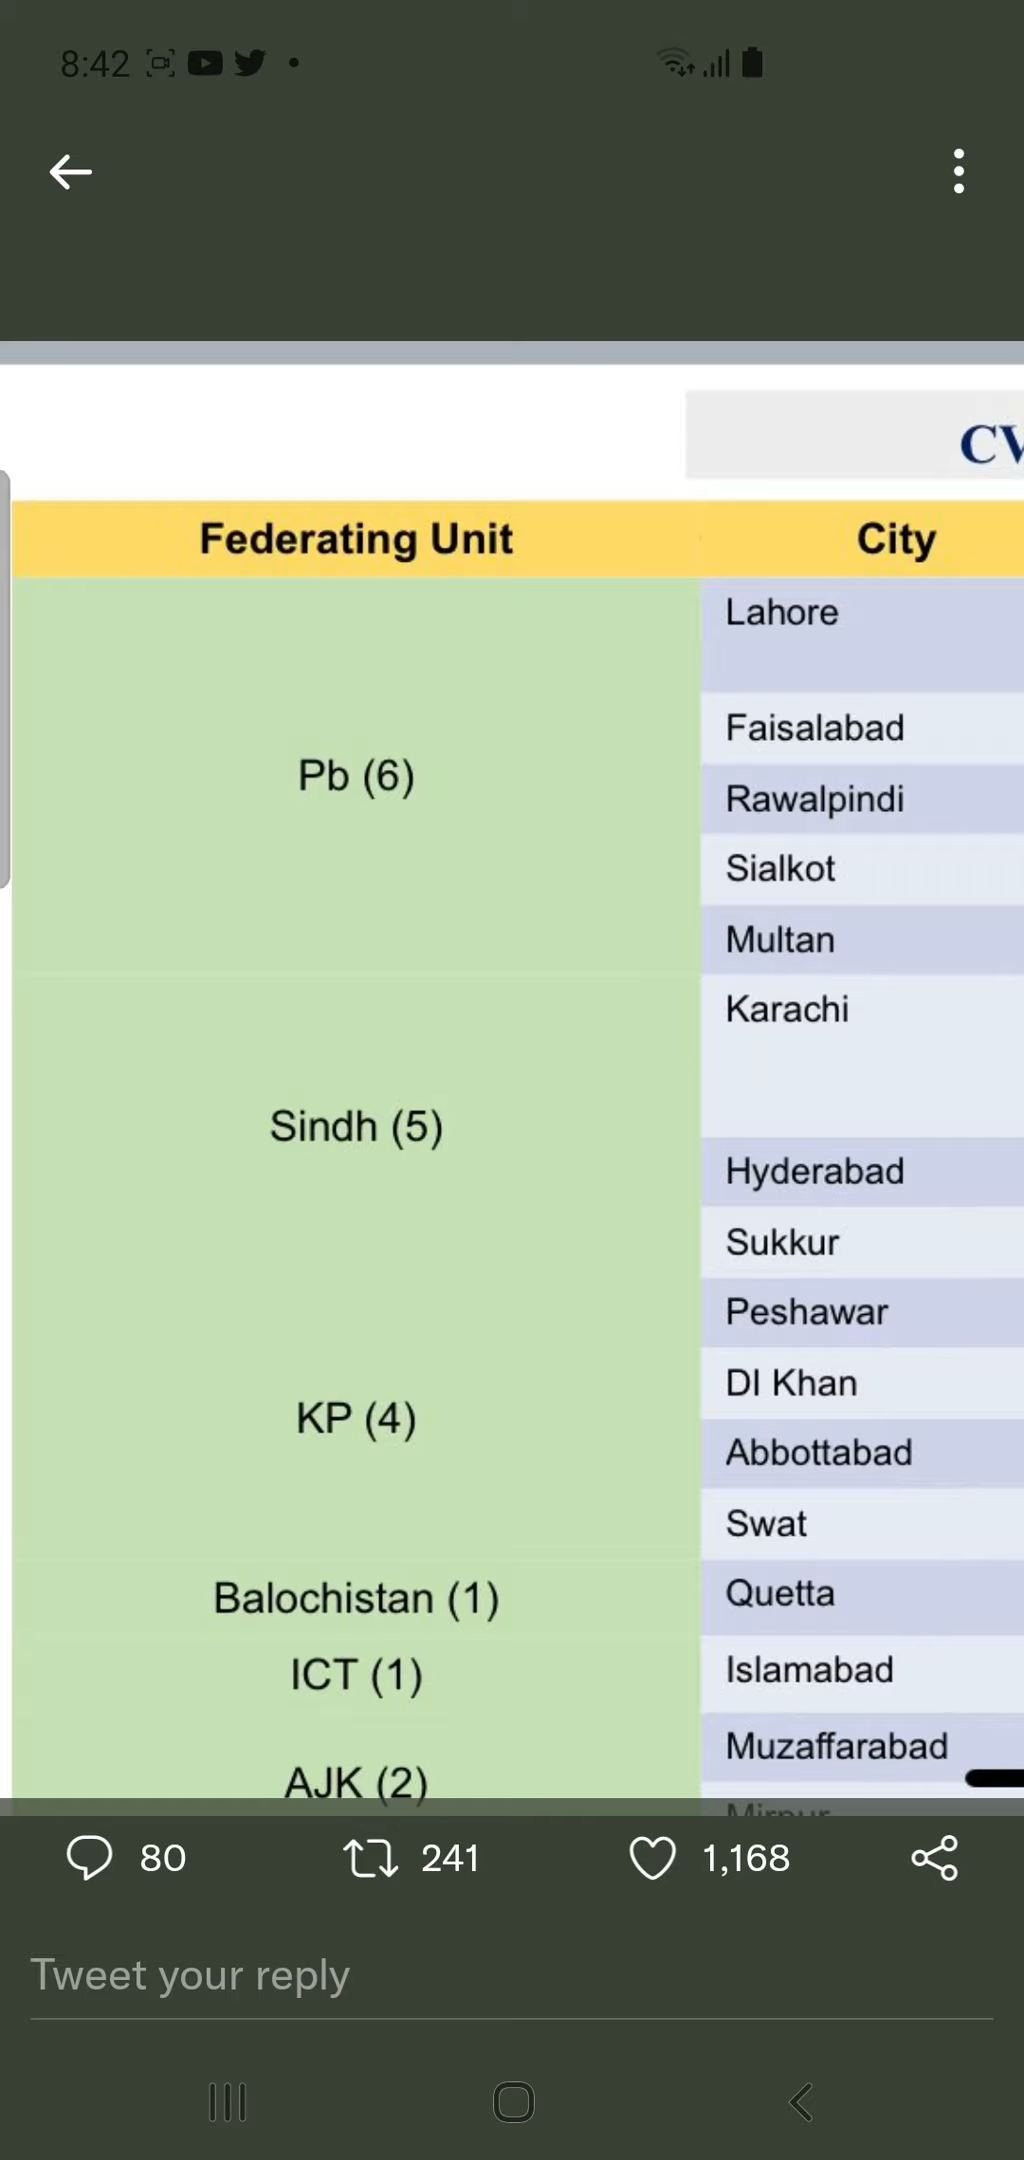 8:42
CV
Federating Unit City
Pb (6)
Lahore
Faisalabad
Rawalpindi
Sialkot
Multan
Sindh (5)
Karachi
Hyderabad
Sukkur
KP (4)
Peshawar
DI Khan
Abbottabad
Swat
Balochistan (1) Quetta
ICT (1) Islamabad
AJK (2) Muzaffarabad
Mirpur
80 241 1,168
Tweet your reply